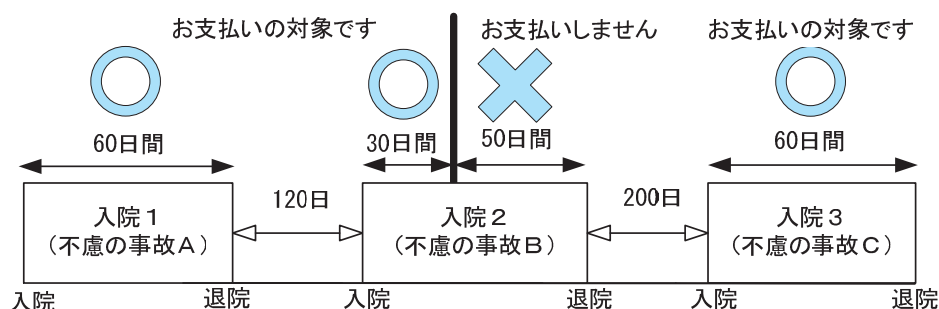 お支払いの対象です
お支払いしません
お支払いの対象です
60日間
30日間
50日間
60日間
120日
200日
入院1
（不慮の事故A）
入院2
（不慮の事故B）
入院3
（不慮の事故C）
入院
退院
入院
退院
入院
退院